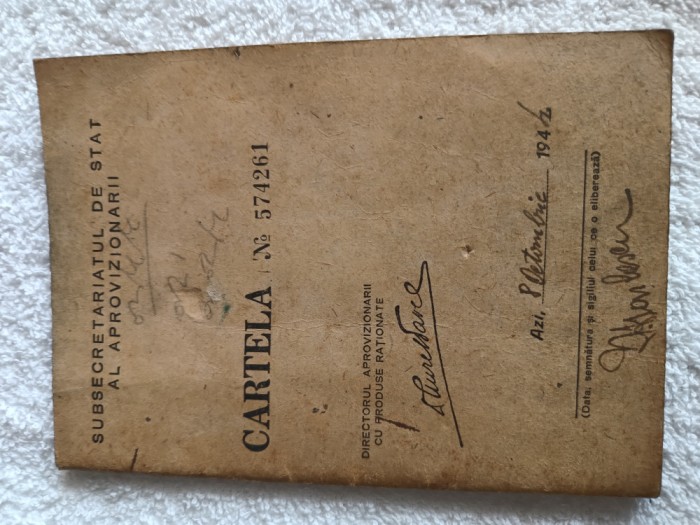 SUBSECRETARIATUL DE STAT
AL APROVIZIONARII
CARTELA № 574261
DIRECTORUL APROVIZIONARII
CU PRODUSE RAȚIONATE
Azi, 8 Octombrie 1942
(Data, semnătura și sigiliul celui ce o eliberează)